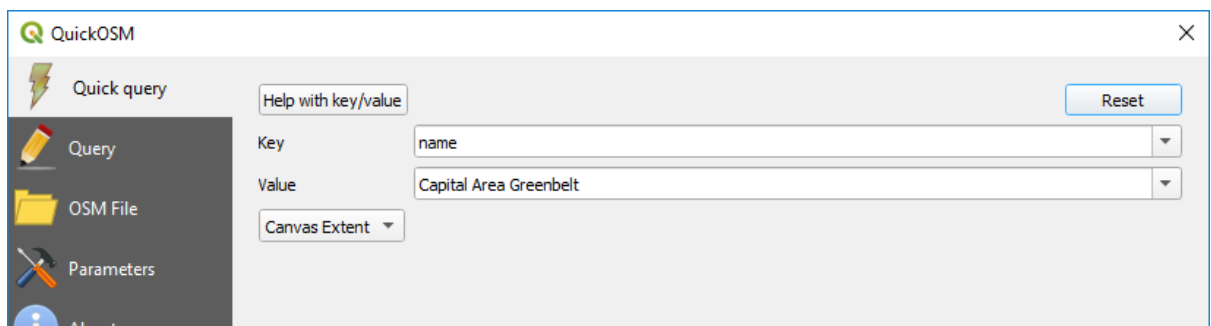 QuickOSM
Quick query
Help with key/value
Reset
Query
Key
name
Value
Capital Area Greenbelt
OSM File
Canvas Extent
Parameters